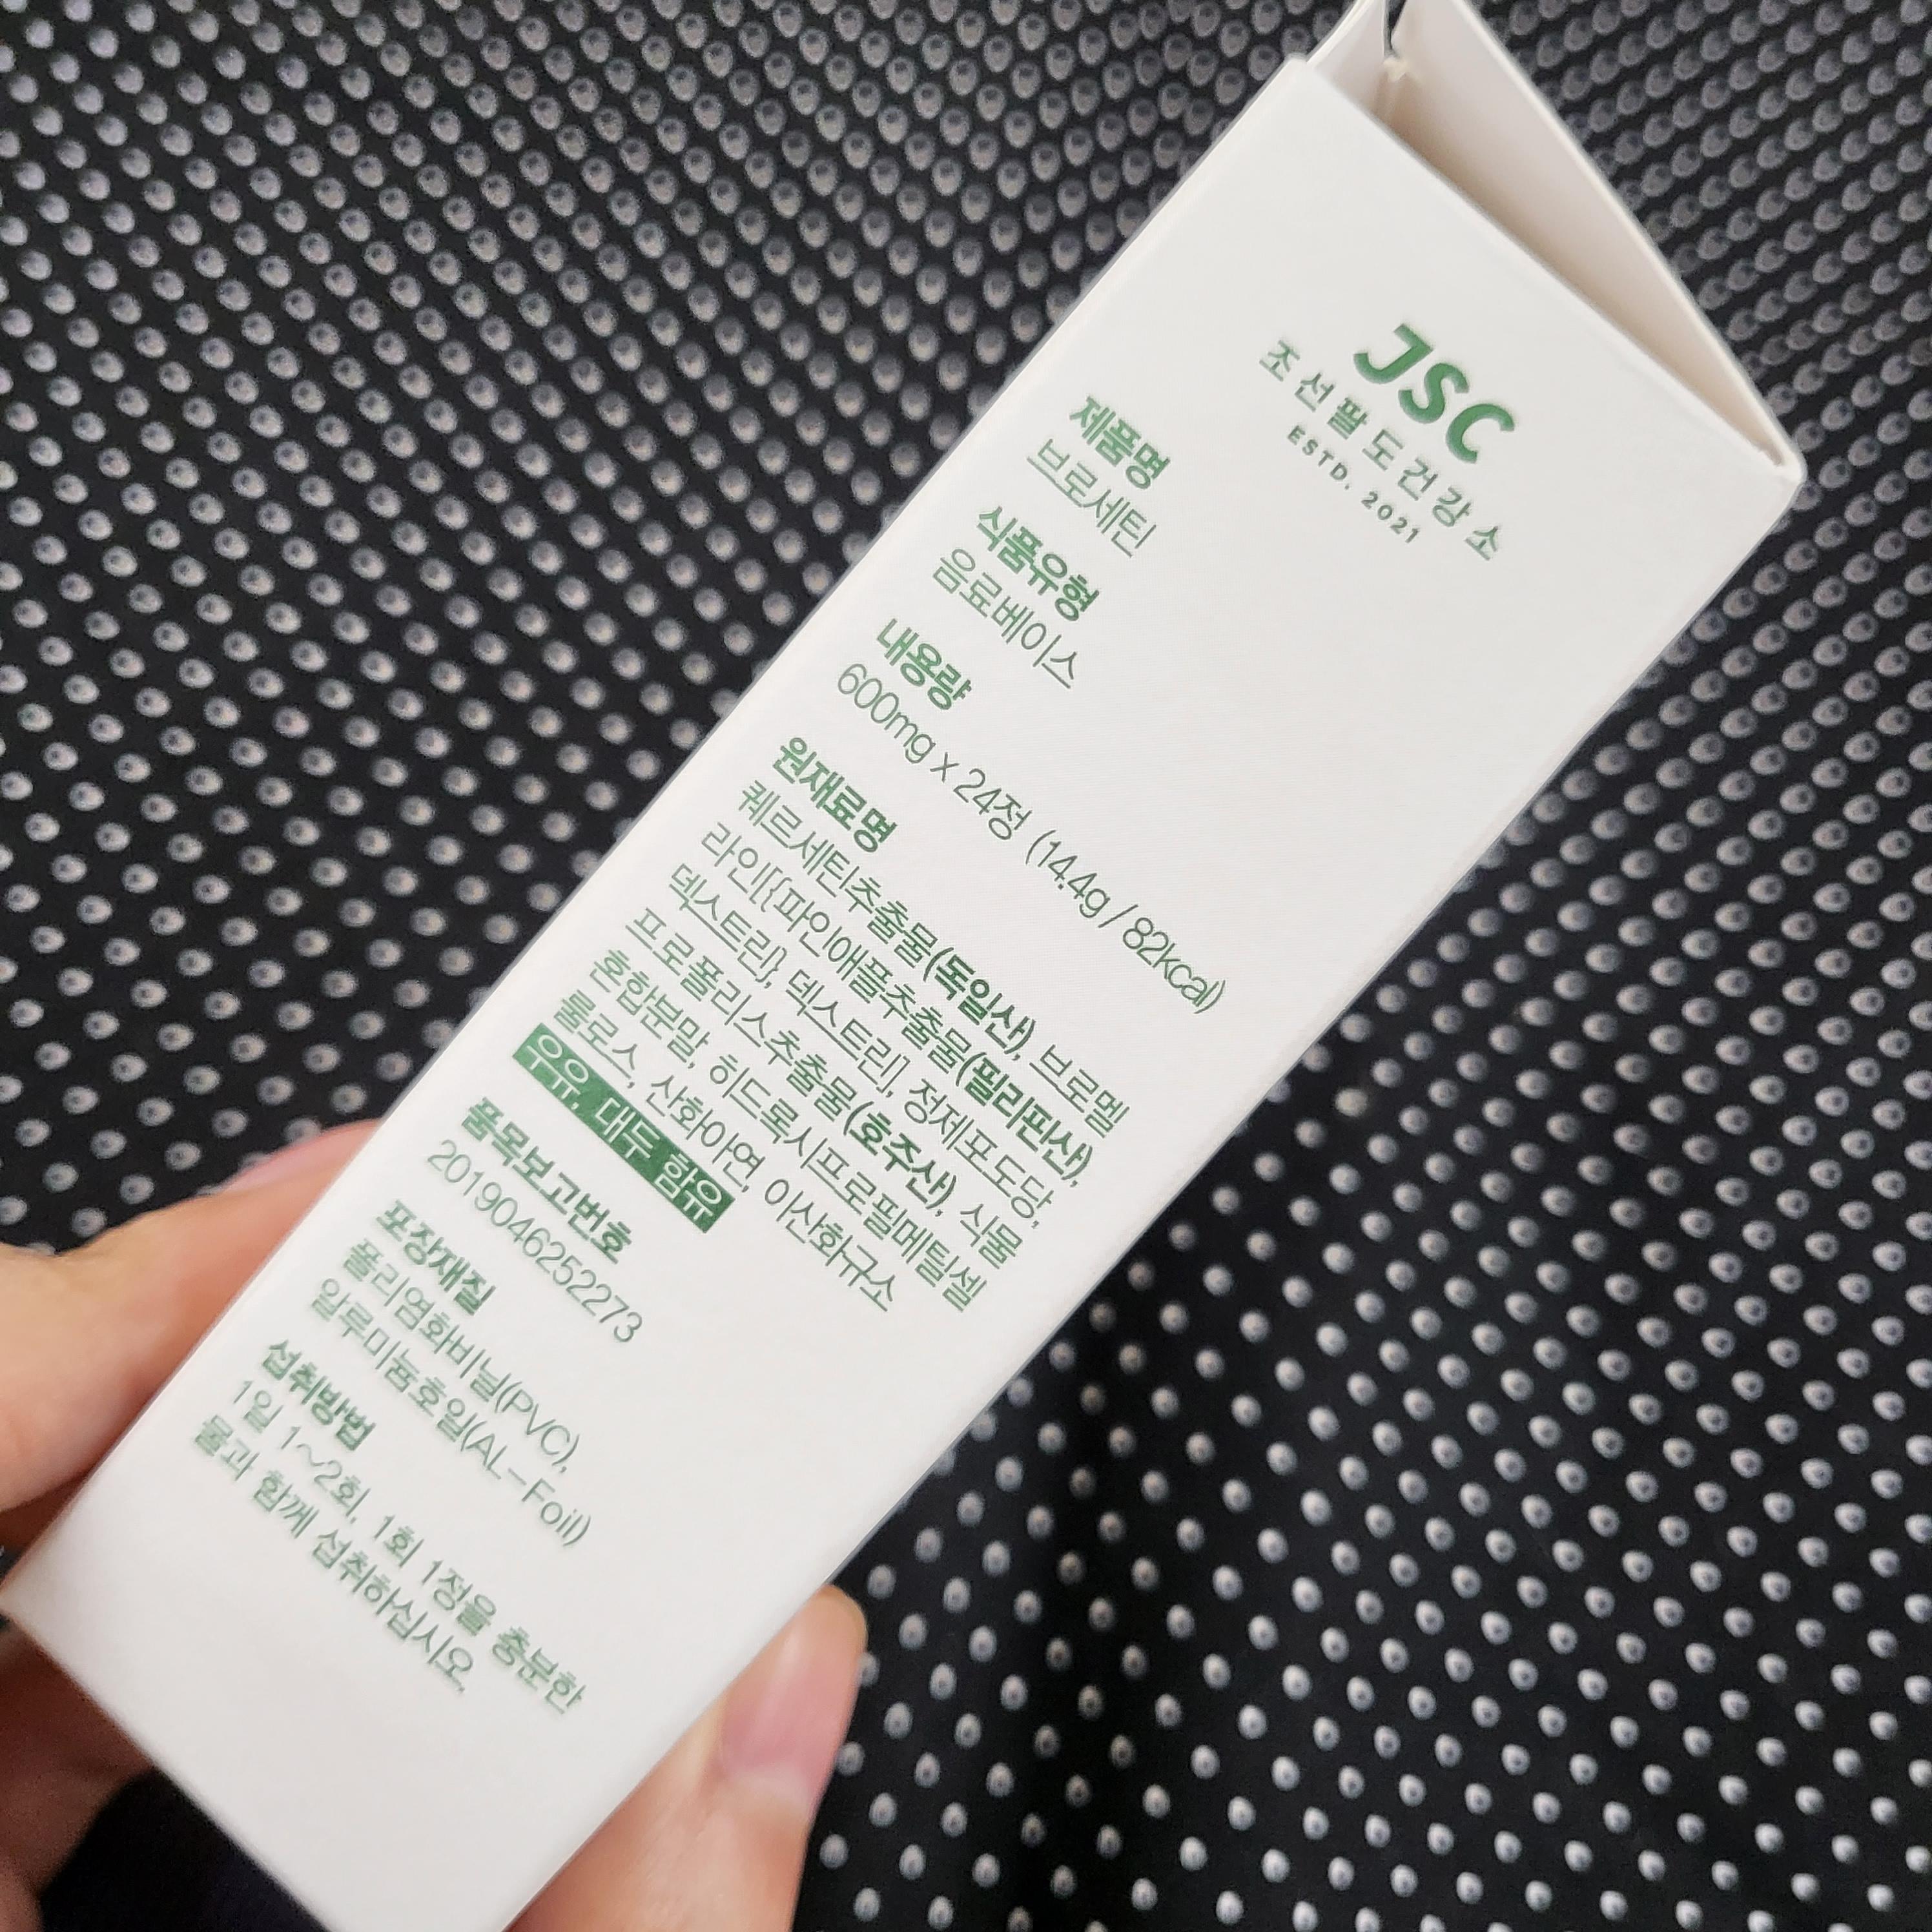 JSC
조선팔도건강소
ESTD. 2021
제품명
브로세틴
식품유형
음료베이스
내용량
600mg x 24정 (14.4g / 82kcal)
원재료명
퀘르세틴추출물(독일산), 브로멜
라인[{파인애플추출물(필리핀산),
덱스트린}, 덱스트린], 정제포도당,
프로폴리스추출물(호주산), 식물
혼합분말, 히드록시프로필메틸셀
룰로스, 산화아연, 이산화규소
우유, 대두 함유
품목보고번호
2019046252273
포장재질
폴리염화비닐(PVC),
알루미늄호일(AL-Foil)
섭취방법
1일 1~2회, 1회 1정을 충분한
물과 함께 섭취하십시오.